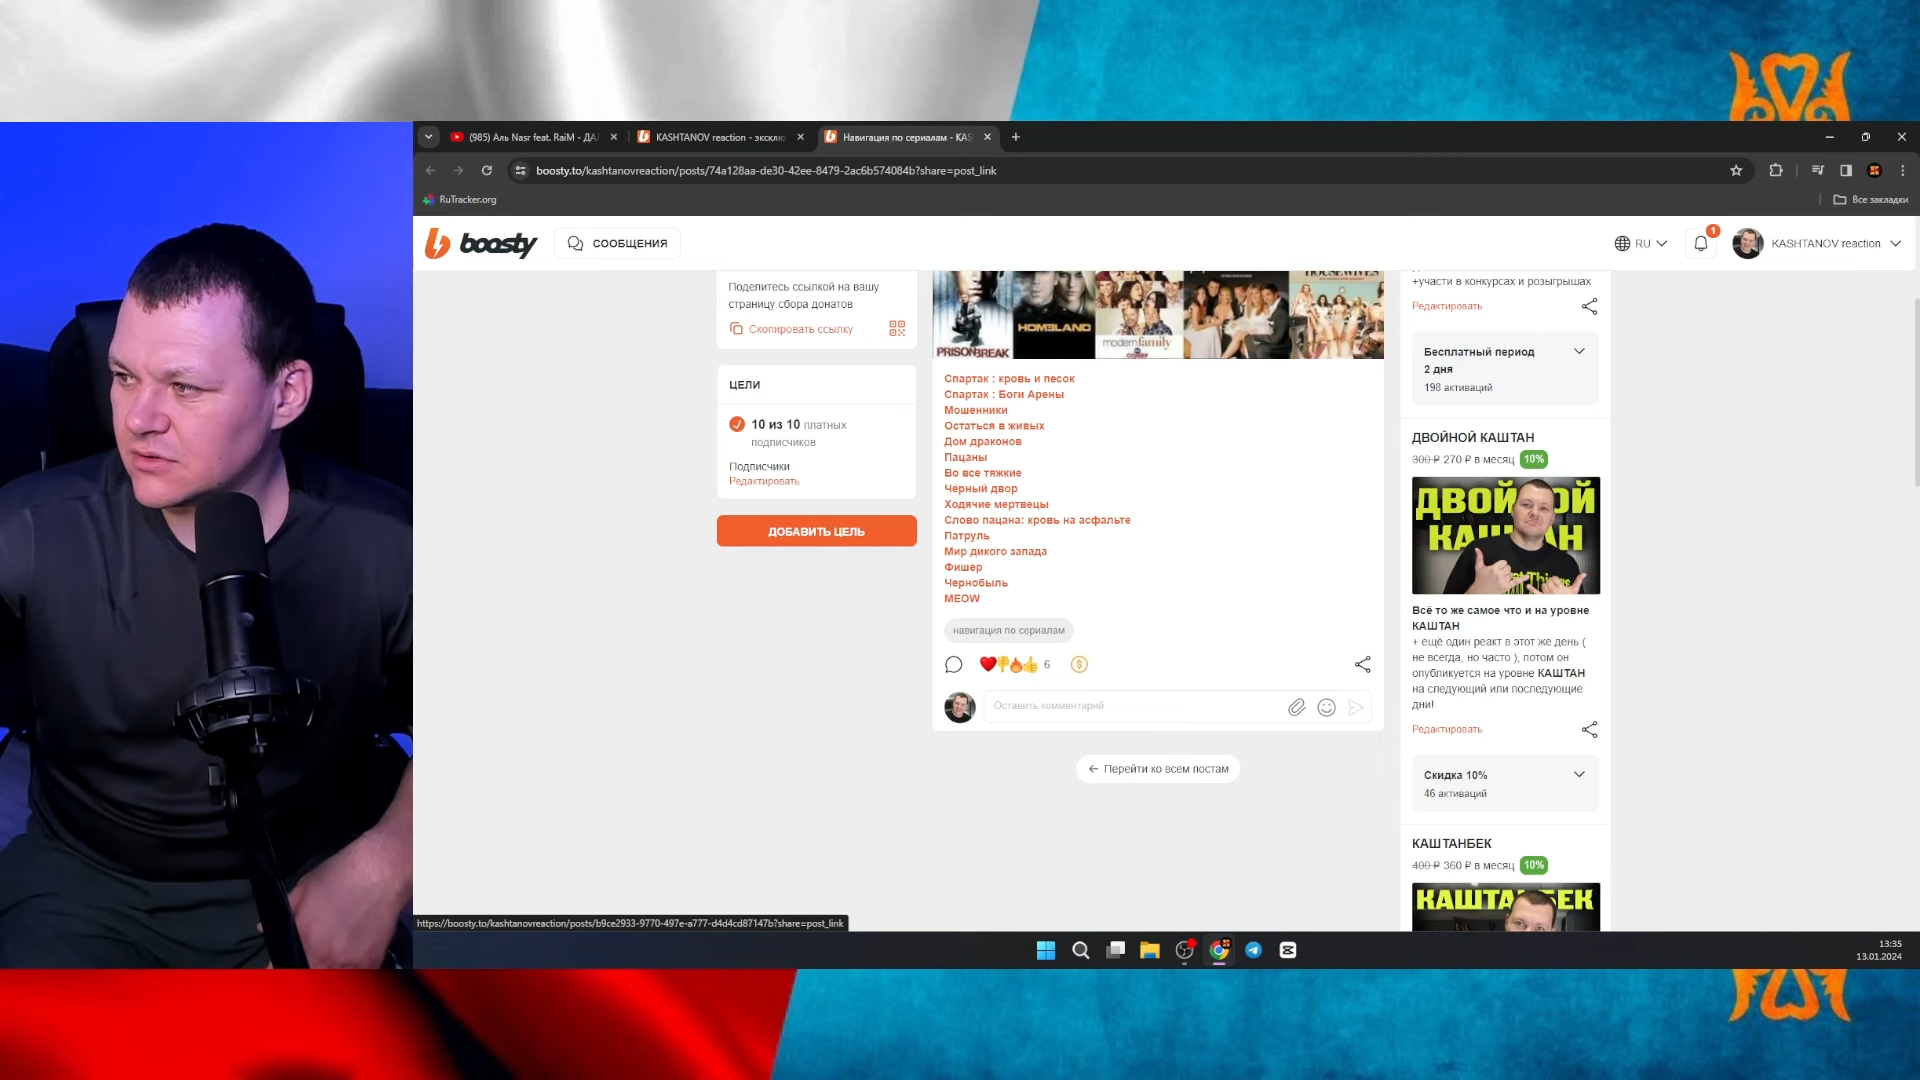 (985) Аль Nasr feat. RaiM - ДА
KASHTANOV reaction - эксклю
Навигация по сериалам - KAS
boosty.to/kashtanovreaction/posts/74a128aa-de30-42ee-8479-2ac6b574084b?share=post_link
RuTracker.org
Все закладки
boosty
СООБЩЕНИЯ
RU
1
KASHTANOV reaction
Поделитесь ссылкой на вашу
страницу сбора донатов
Скопировать ссылку
ЦЕЛИ
10 из 10 платных
подписчиков
Подписчики
Редактировать
ДОБАВИТЬ ЦЕЛЬ
PRISON BREAK
HOMELAND
modern family
HOUSEWIVES
Спартак : кровь и песок
Спартак : Боги Арены
Мошенники
Остаться в живых
Дом драконов
Пацаны
Во все тяжкие
Чёрный двор
Ходячие мертвецы
Слово пацана: кровь на асфальте
Патруль
Мир дикого запада
Фишер
Чернобыль
MEOW
навигация по сериалам
6
Оставить комментарий
Перейти ко всем постам
+участи в конкурсах и розыгрышах
Редактировать
Бесплатный период
2 дня
198 активаций
ДВОЙНОЙ КАШТАН
300 ₽ 270 ₽ в месяц 10%
ДВОЙНОЙ
КАШТАН
Всё то же самое что и на уровне
КАШТАН
+ ещё один реакт в этот же день (
не всегда, но часто ), потом он
опубликуется на уровне КАШТАН
на следующий или последующие
дни!
Редактировать
Скидка 10%
46 активаций
КАШТАНБЕК
400 ₽ 360 ₽ в месяц 10%
КАШТАНБЕК
https://boosty.to/kashtanovreaction/posts/b9ce2933-9770-497e-a777-d4d4cd87147b?share=post_link
13:35
13.01.2024